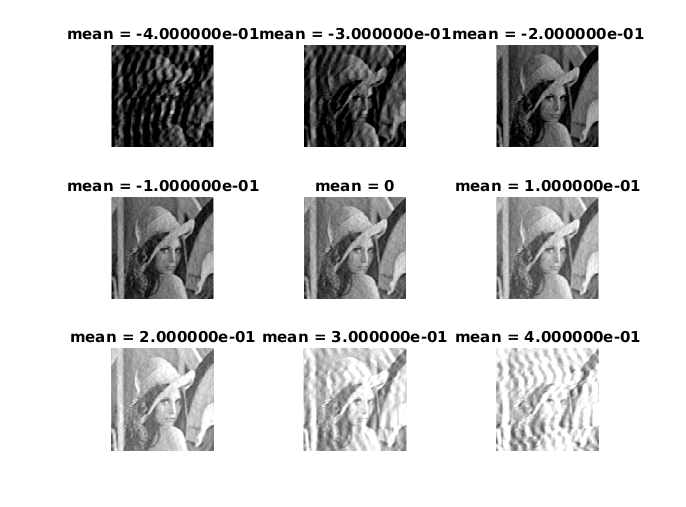 mean = -4.000000e-01mean = -3.000000e-01mean = -2.000000e-01
mean = -1.000000e-01 mean = 0 mean = 1.000000e-01
mean = 2.000000e-01 mean = 3.000000e-01 mean = 4.000000e-01